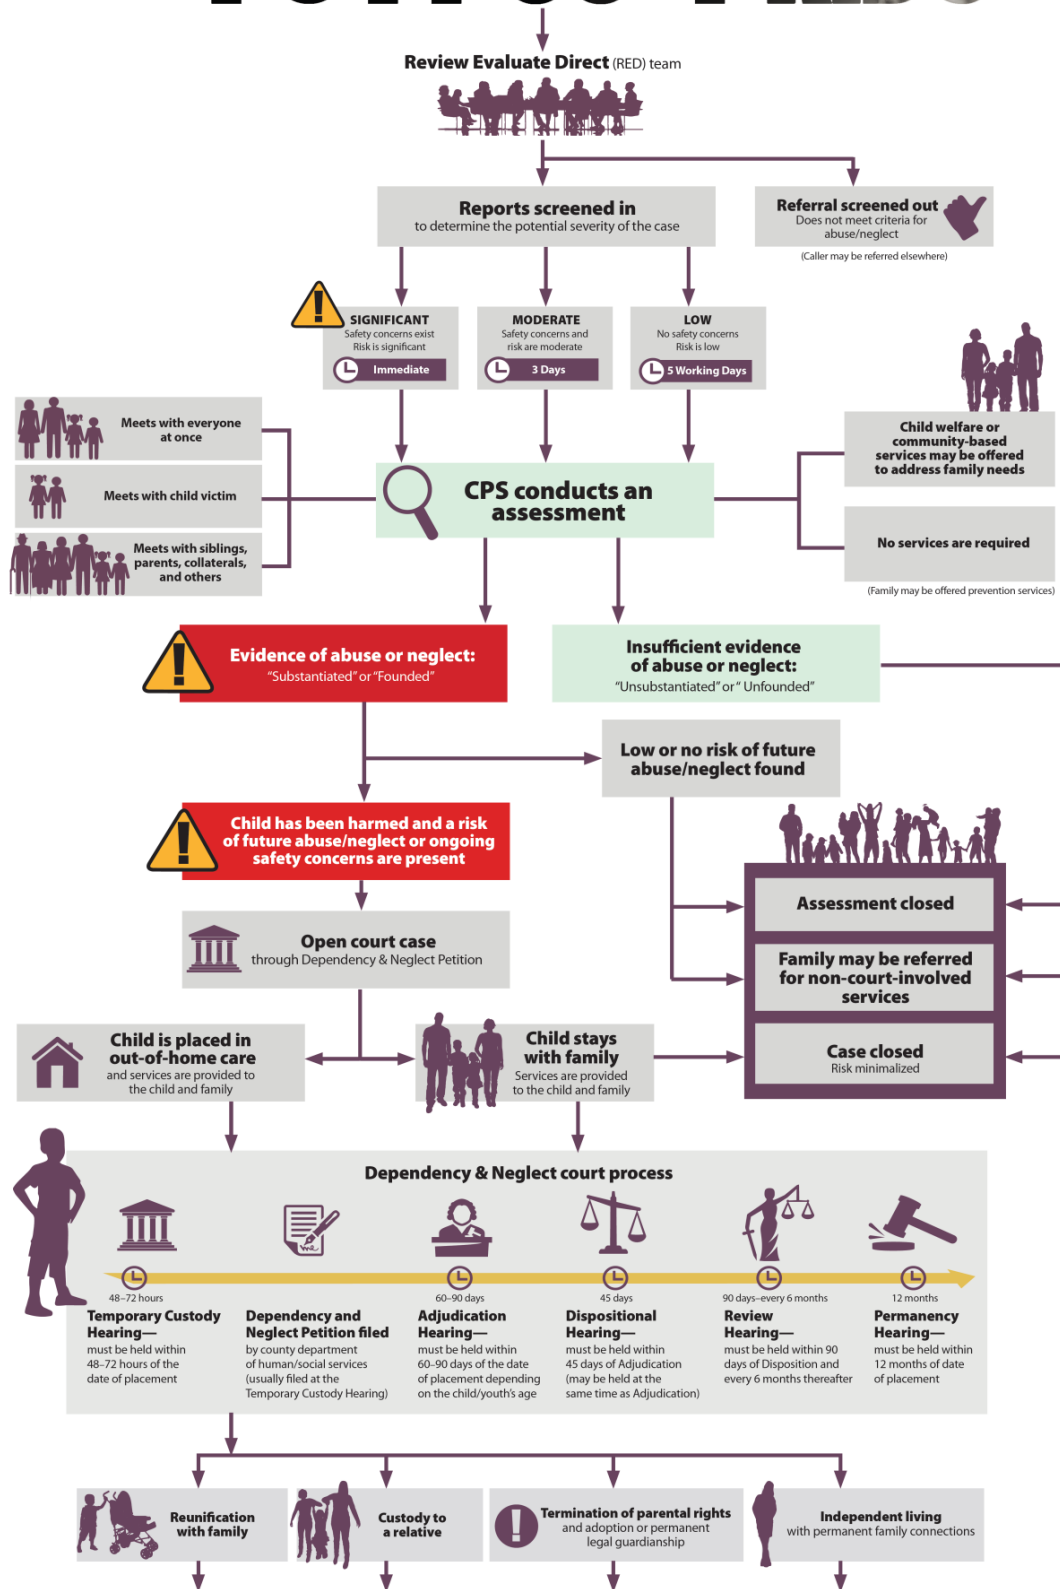 Review Evaluate Direct (RED) team
Reports screened in
to determine the potential severity of the case
Referral screened out
Does not meet criteria for
abuse/neglect
(Caller may be referred elsewhere)
SIGNIFICANT
Safety concerns exist
Risk is significant
Immediate
MODERATE
Safety concerns and
risk are moderate
3 Days
LOW
No safety concerns
Risk is low
5 Working Days
Meets with everyone
at once
Meets with child victim
Meets with siblings,
parents, collaterals,
and others
CPS conducts an
assessment
Child welfare or
community-based
services may be offered
to address family needs
No services are required
(Family may be offered prevention services)
Evidence of abuse or neglect:
“Substantiated” or “Founded”
Insufficient evidence
of abuse or neglect:
“Unsubstantiated” or “ Unfounded”
Low or no risk of future
abuse/neglect found
Child has been harmed and a risk
of future abuse/neglect or ongoing
safety concerns are present
Open court case
through Dependency & Neglect Petition
Assessment closed
Family may be referred
for non-court-involved
services
Case closed
Risk minimalized
Child is placed in
out-of-home care
and services are provided to
the child and family
Child stays
with family
Services are provided
to the child and family
Dependency & Neglect court process
48–72 hours
Temporary Custody
Hearing—
must be held within
48–72 hours of the
date of placement
Dependency and
Neglect Petition filed
by county department
of human/social services
(usually filed at the
Temporary Custody Hearing)
60–90 days
Adjudication
Hearing—
must be held within
60–90 days of the date
of placement depending
on the child/youth’s age
45 days
Dispositional
Hearing—
must be held within
45 days of Adjudication
(may be held at the
same time as Adjudication)
90 days–every 6 months
Review
Hearing—
must be held within 90
days of Disposition and
every 6 months thereafter
12 months
Permanency
Hearing—
must be held within
12 months of date
of placement
Reunification
with family
Custody to
a relative
Termination of parental rights
and adoption or permanent
legal guardianship
Independent living
with permanent family connections